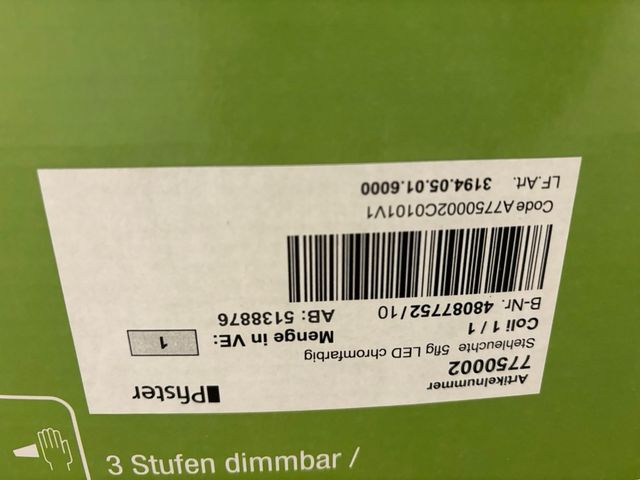 Artikelnummer
7750002
Stehleuchte 5flg LED chromfarbig
Coli 1 / 1
B-Nr. 48087752/10
Pfister
Menge in VE: 1
AB: 5138876
Code A7750002C0101V1
LF.Art. 3194.05.01.6000
3 Stufen dimmbar /